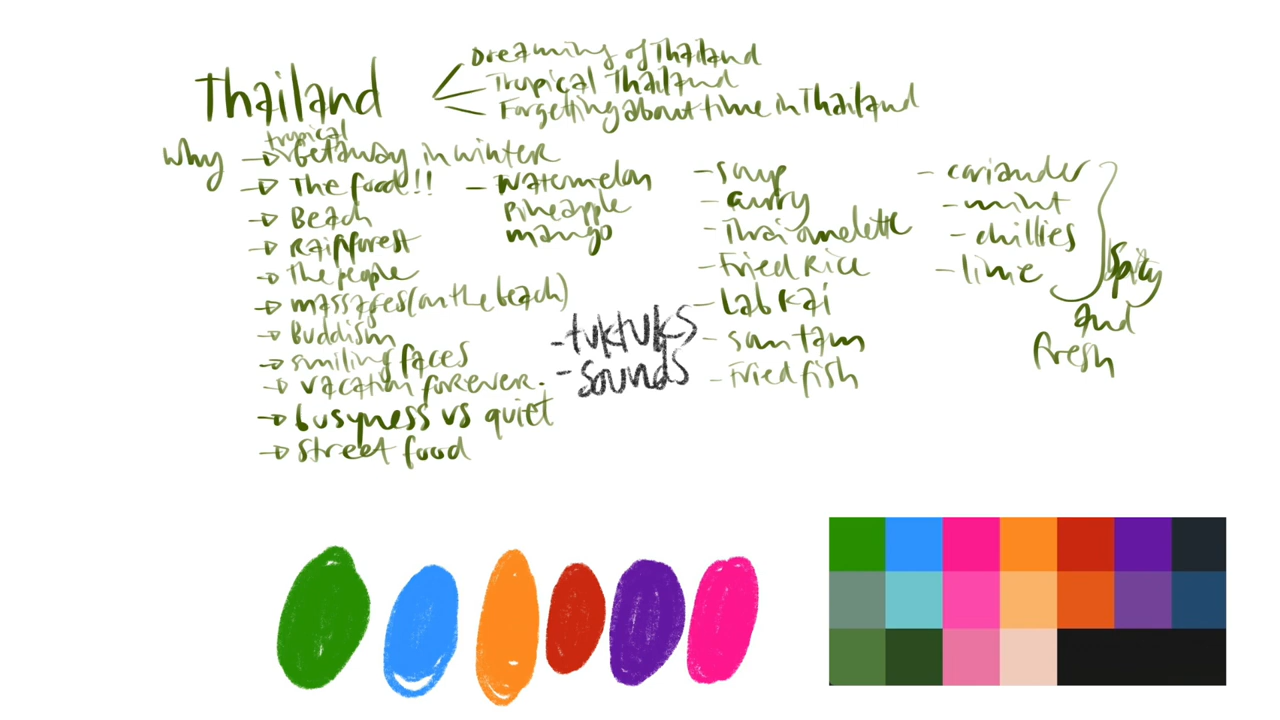 Thailand
Dreaming of Thailand
Tropical Thailand
Forgetting about time in Thailand
Why
tropical
→ Getaway in winter
→ The food!!
→ Beach
→ Rainforest
→ The people
→ massages (on the beach)
→ Buddism
→ smiling faces
→ vacation forever.
→ busyness vs quiet
→ Street food
- Watermelon
Pineapple
mango
- tuktuks
- sounds
- soup
- curry
- Thai omelette
- Fried Rice
- Lab Kai
- som tam
- Fried fish
- coriander
- mint
- chillies
- lime
Spicy
and
fresh